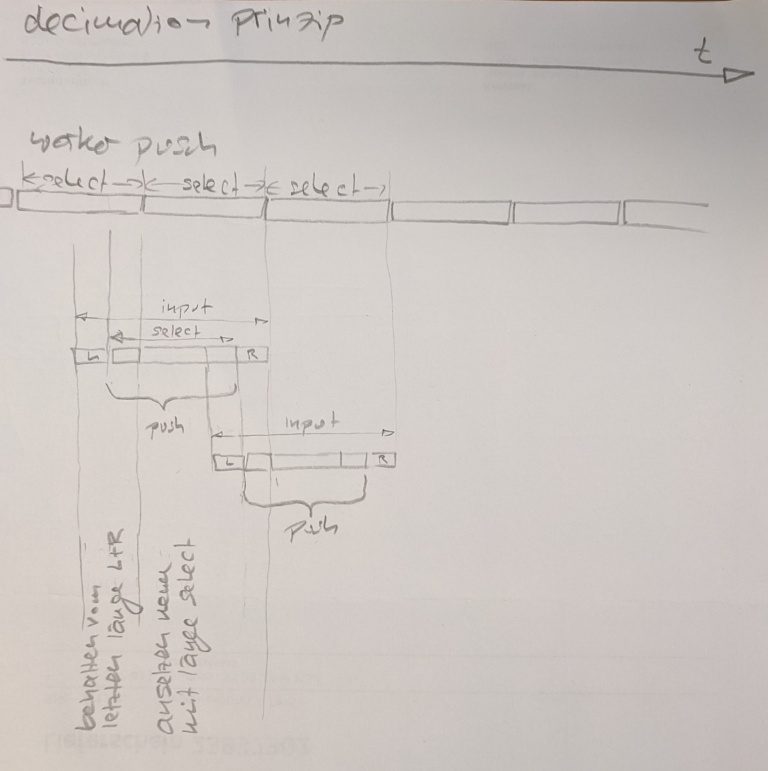 decimation prinzip
t
worker push
select select select
input
select
L R
push
input
L R
push
behalten vom
letzten länge L+R
ansetzen neue
mit länge select